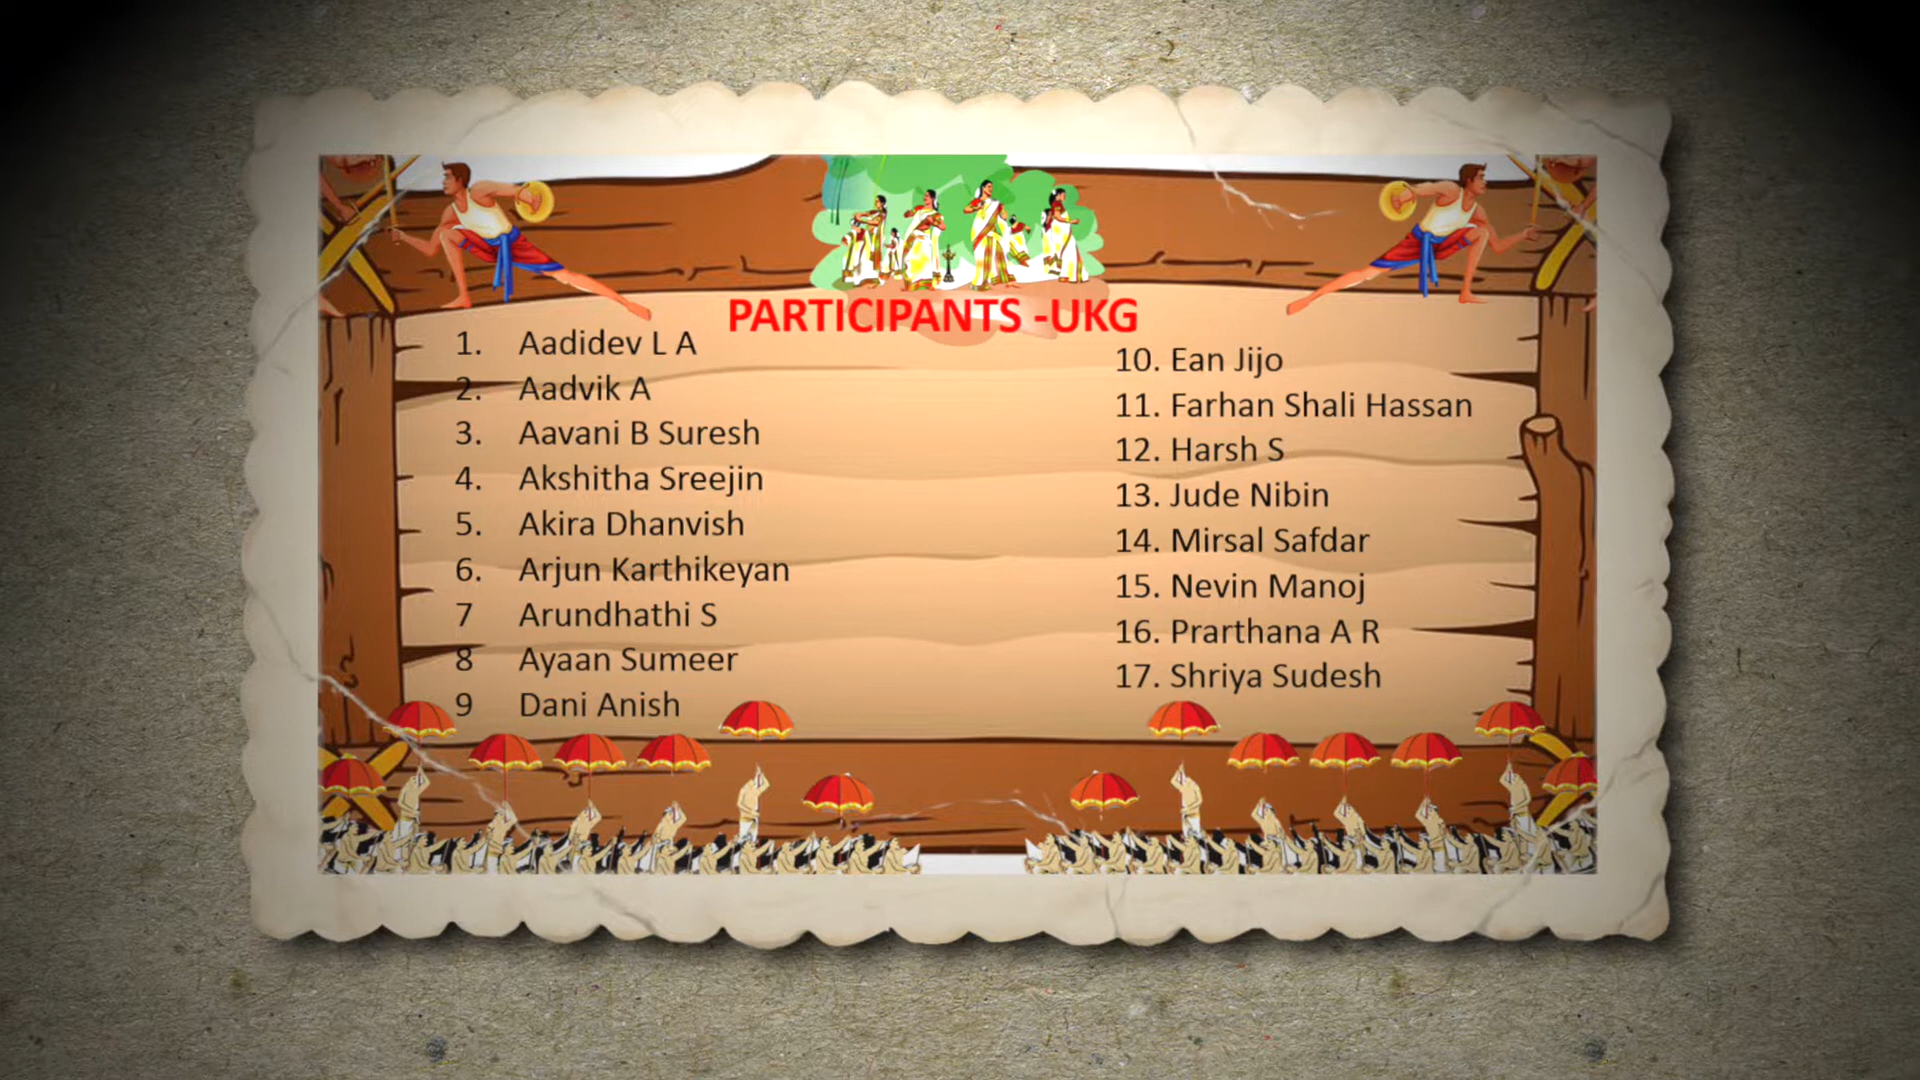 PARTICIPANTS -UKG
1. Aadidev L A
2. Aadvik A
3. Aavani B Suresh
4. Akshitha Sreejin
5. Akira Dhanvish
6. Arjun Karthikeyan
7 Arundhathi S
8 Ayaan Sumeer
9 Dani Anish
10. Ean Jijo
11. Farhan Shali Hassan
12. Harsh S
13. Jude Nibin
14. Mirsal Safdar
15. Nevin Manoj
16. Prarthana A R
17. Shriya Sudesh